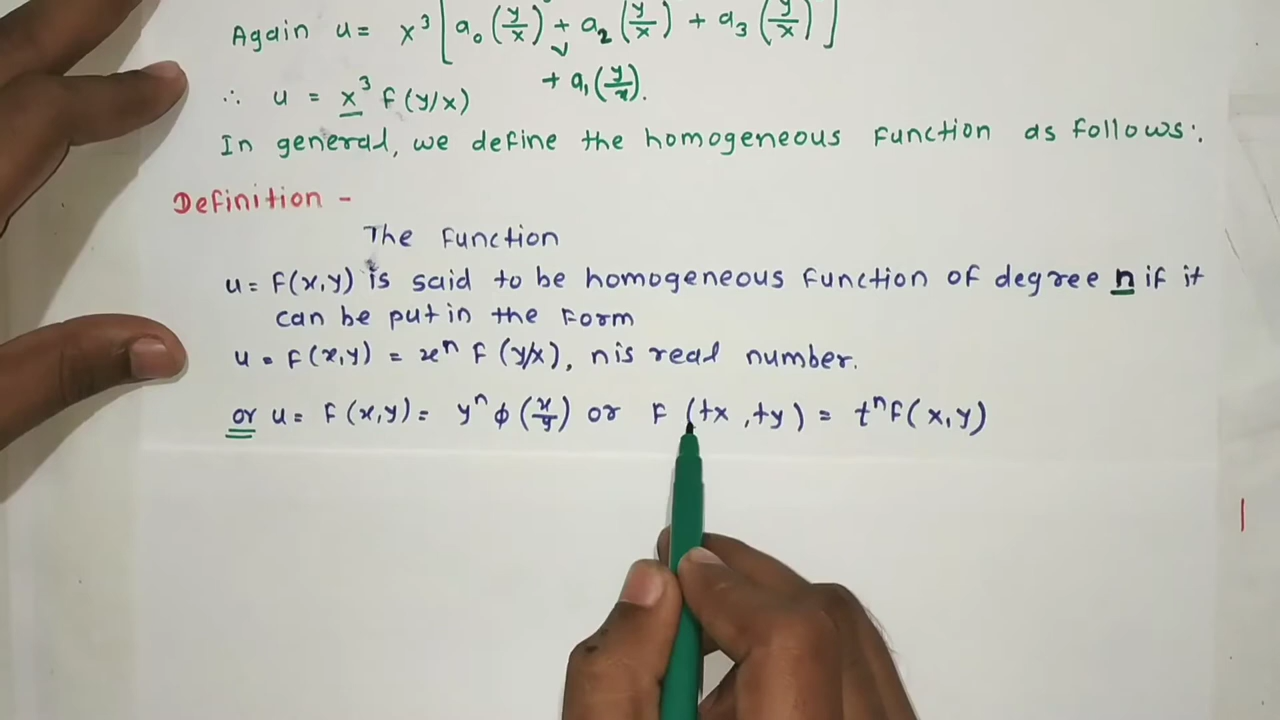 Again u = x³ [a₀ (y/x) + a₂ (y/x) + a₃ (y/x)]
+ a₁ (y/x).
∴ u = x³ f (y/x)
In general, we define the homogeneous function as follows:
Definition -
The function
u = f(x,y) is said to be homogeneous function of degree n if it
can be put in the form
u = f(x,y) = xⁿ f (y/x), n is real number.
or u = f(x,y) = yⁿ φ (x/y) or f (tx, ty) = tⁿ f(x,y)